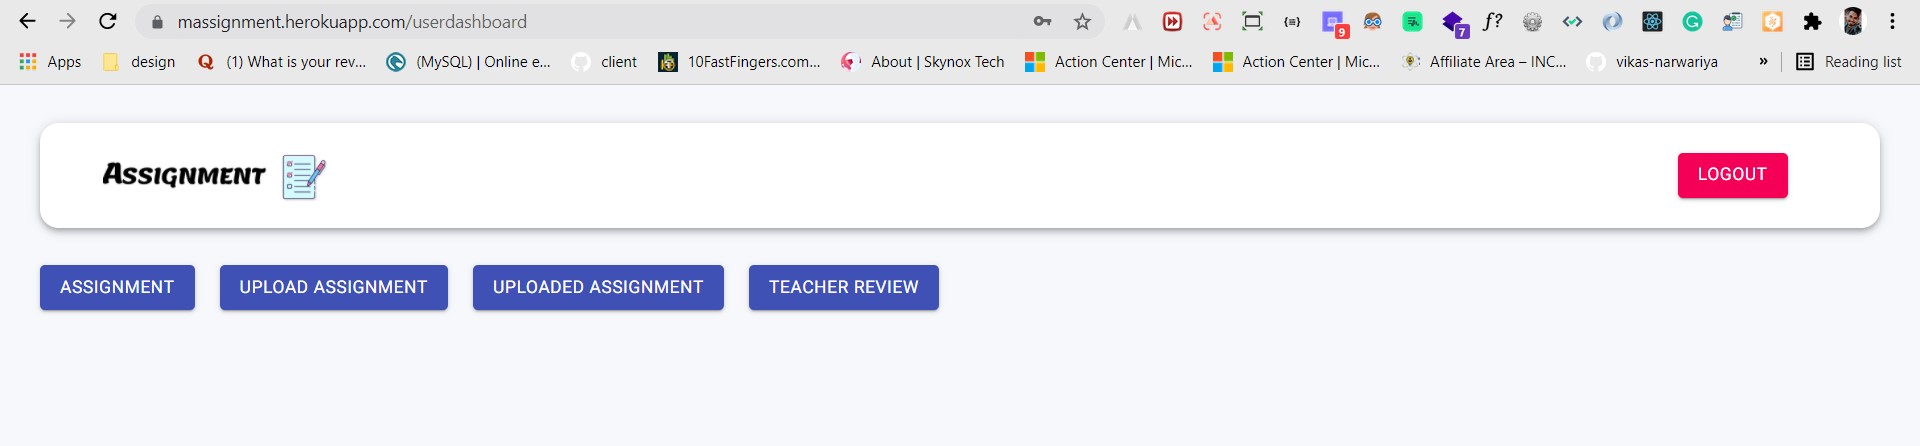 massignment.herokuapp.com/userdashboard
{≡} 9 7 f?
Apps design (1) What is your rev... (MySQL) | Online e... client 10FastFingers.com... About | Skynox Tech Action Center | Mic... Action Center | Mic... Affiliate Area – INC... vikas-narwariya » Reading list
ASSIGNMENT LOGOUT
ASSIGNMENT UPLOAD ASSIGNMENT UPLOADED ASSIGNMENT TEACHER REVIEW